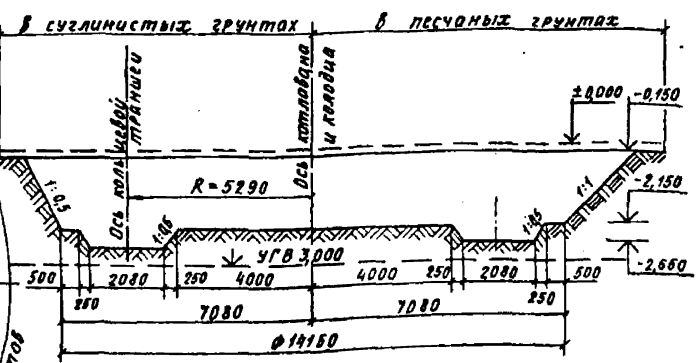 в суглинистых грунтах
в песчаных грунтах
Ось кольцевой
траншеи
Ось котлована
и колодца
±0,000
-0,150
1:0,5
R=5290
1:1
-2,150
1:0,5
1:0,5
УГВ 3,000
-2,660
500
250
2080
250
4000
4000
250
2080
250
500
7080
7080
ф14160